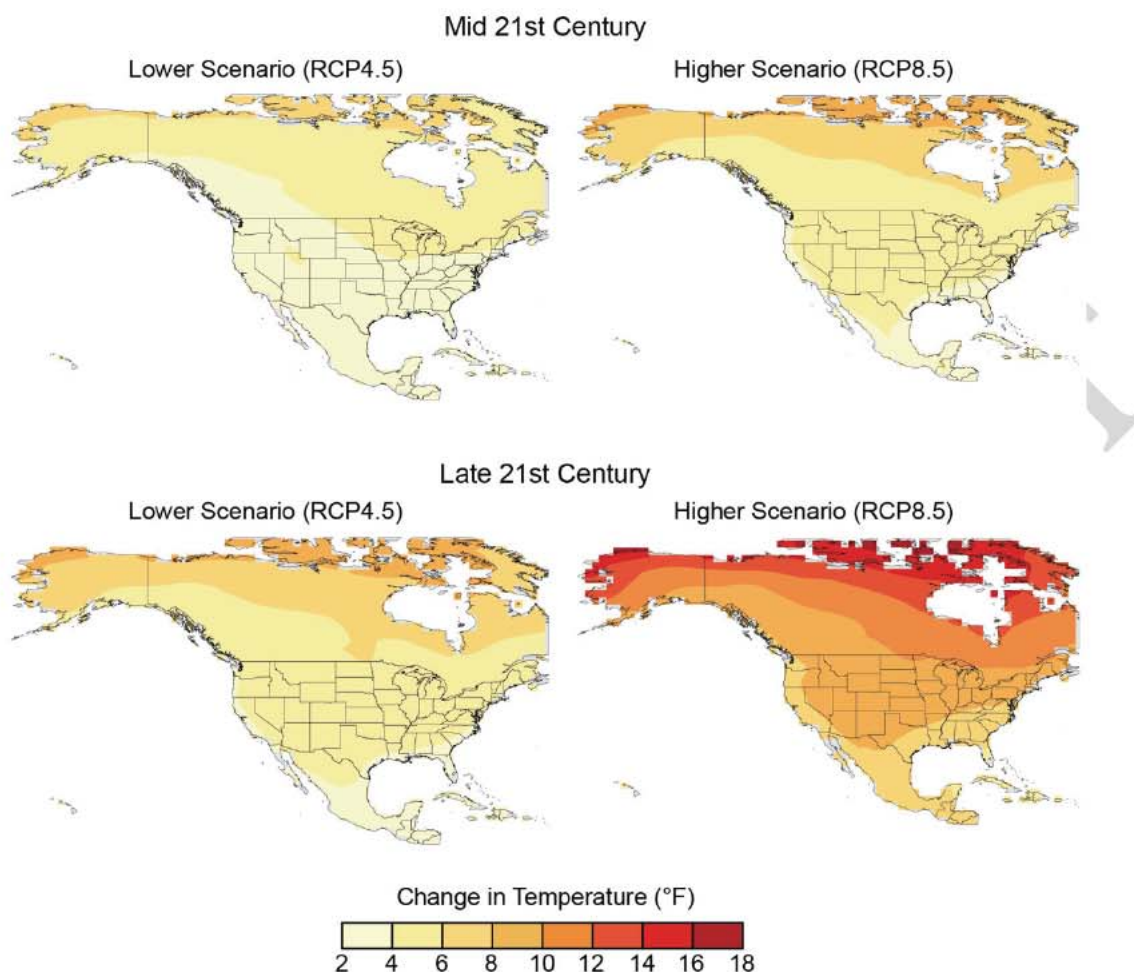 Mid 21st Century
Lower Scenario (RCP4.5)
Higher Scenario (RCP8.5)
Late 21st Century
Lower Scenario (RCP4.5)
Higher Scenario (RCP8.5)
Change in Temperature (°F)
2 4 6 8 10 12 14 16 18